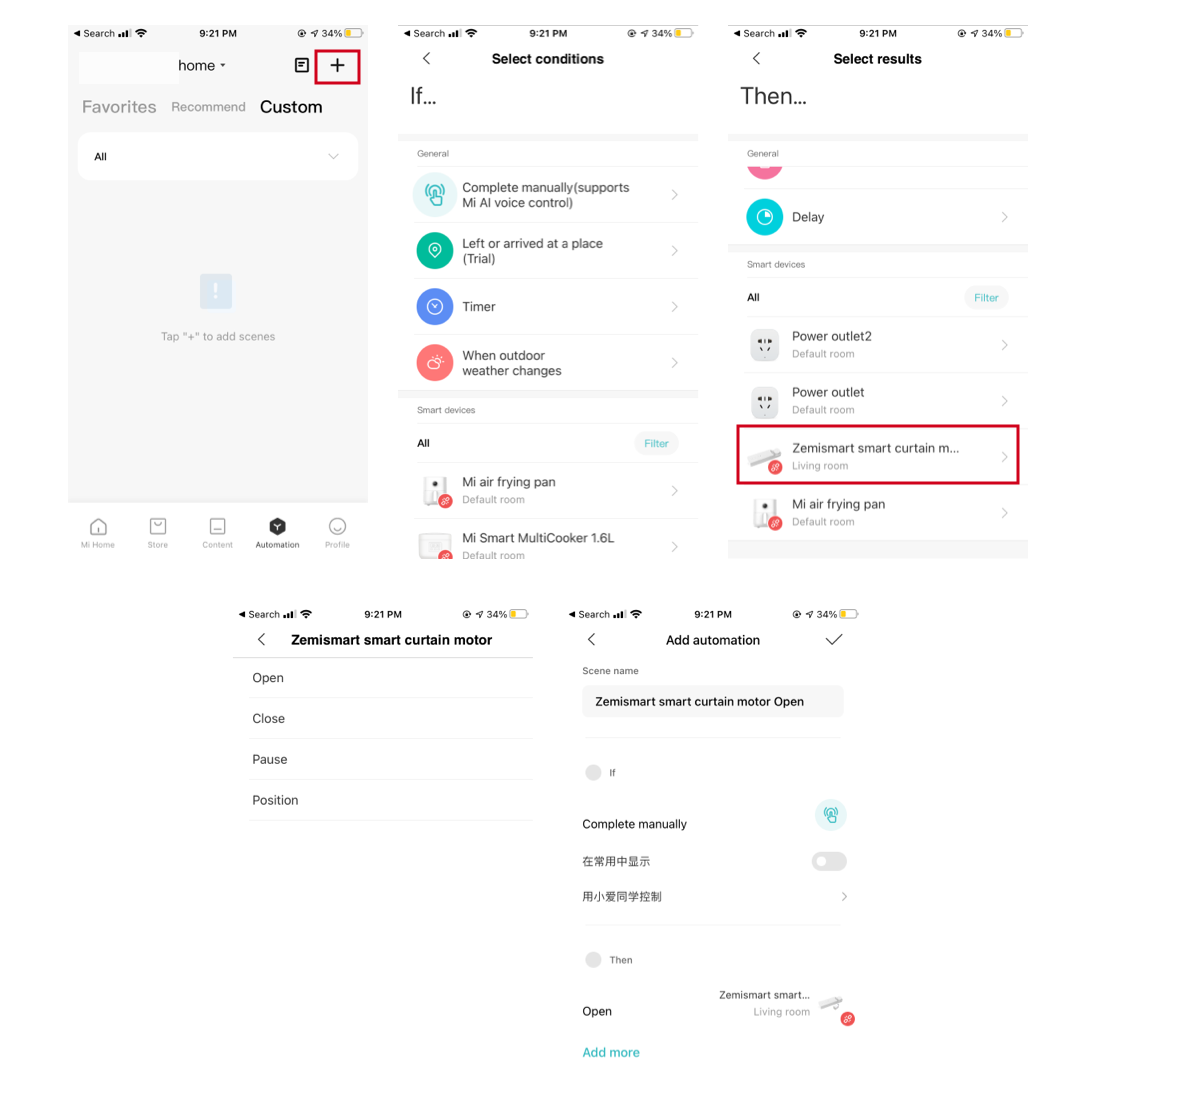 Search
9:21 PM
34%
home
Favorites Recommend Custom
All
Tap "+" to add scenes
Mi Home
Store
Content
Automation
Profile
Search
9:21 PM
34%
Select conditions
If...
General
Complete manually(supports
Mi AI voice control)
Left or arrived at a place
(Trial)
Timer
When outdoor
weather changes
Smart devices
All
Filter
Mi air frying pan
Default room
Mi Smart MultiCooker 1.6L
Default room
Search
9:21 PM
34%
Select results
Then...
General
Delay
Smart devices
All
Filter
Power outlet2
Default room
Power outlet
Default room
Zemismart smart curtain m...
Living room
Mi air frying pan
Default room
Search
9:21 PM
34%
Zemismart smart curtain motor
Open
Close
Pause
Position
Search
9:21 PM
34%
Add automation
Scene name
Zemismart smart curtain motor Open
If
Complete manually
在常用中显示
用小爱同学控制
Then
Zemismart smart...
Open
Living room
Add more